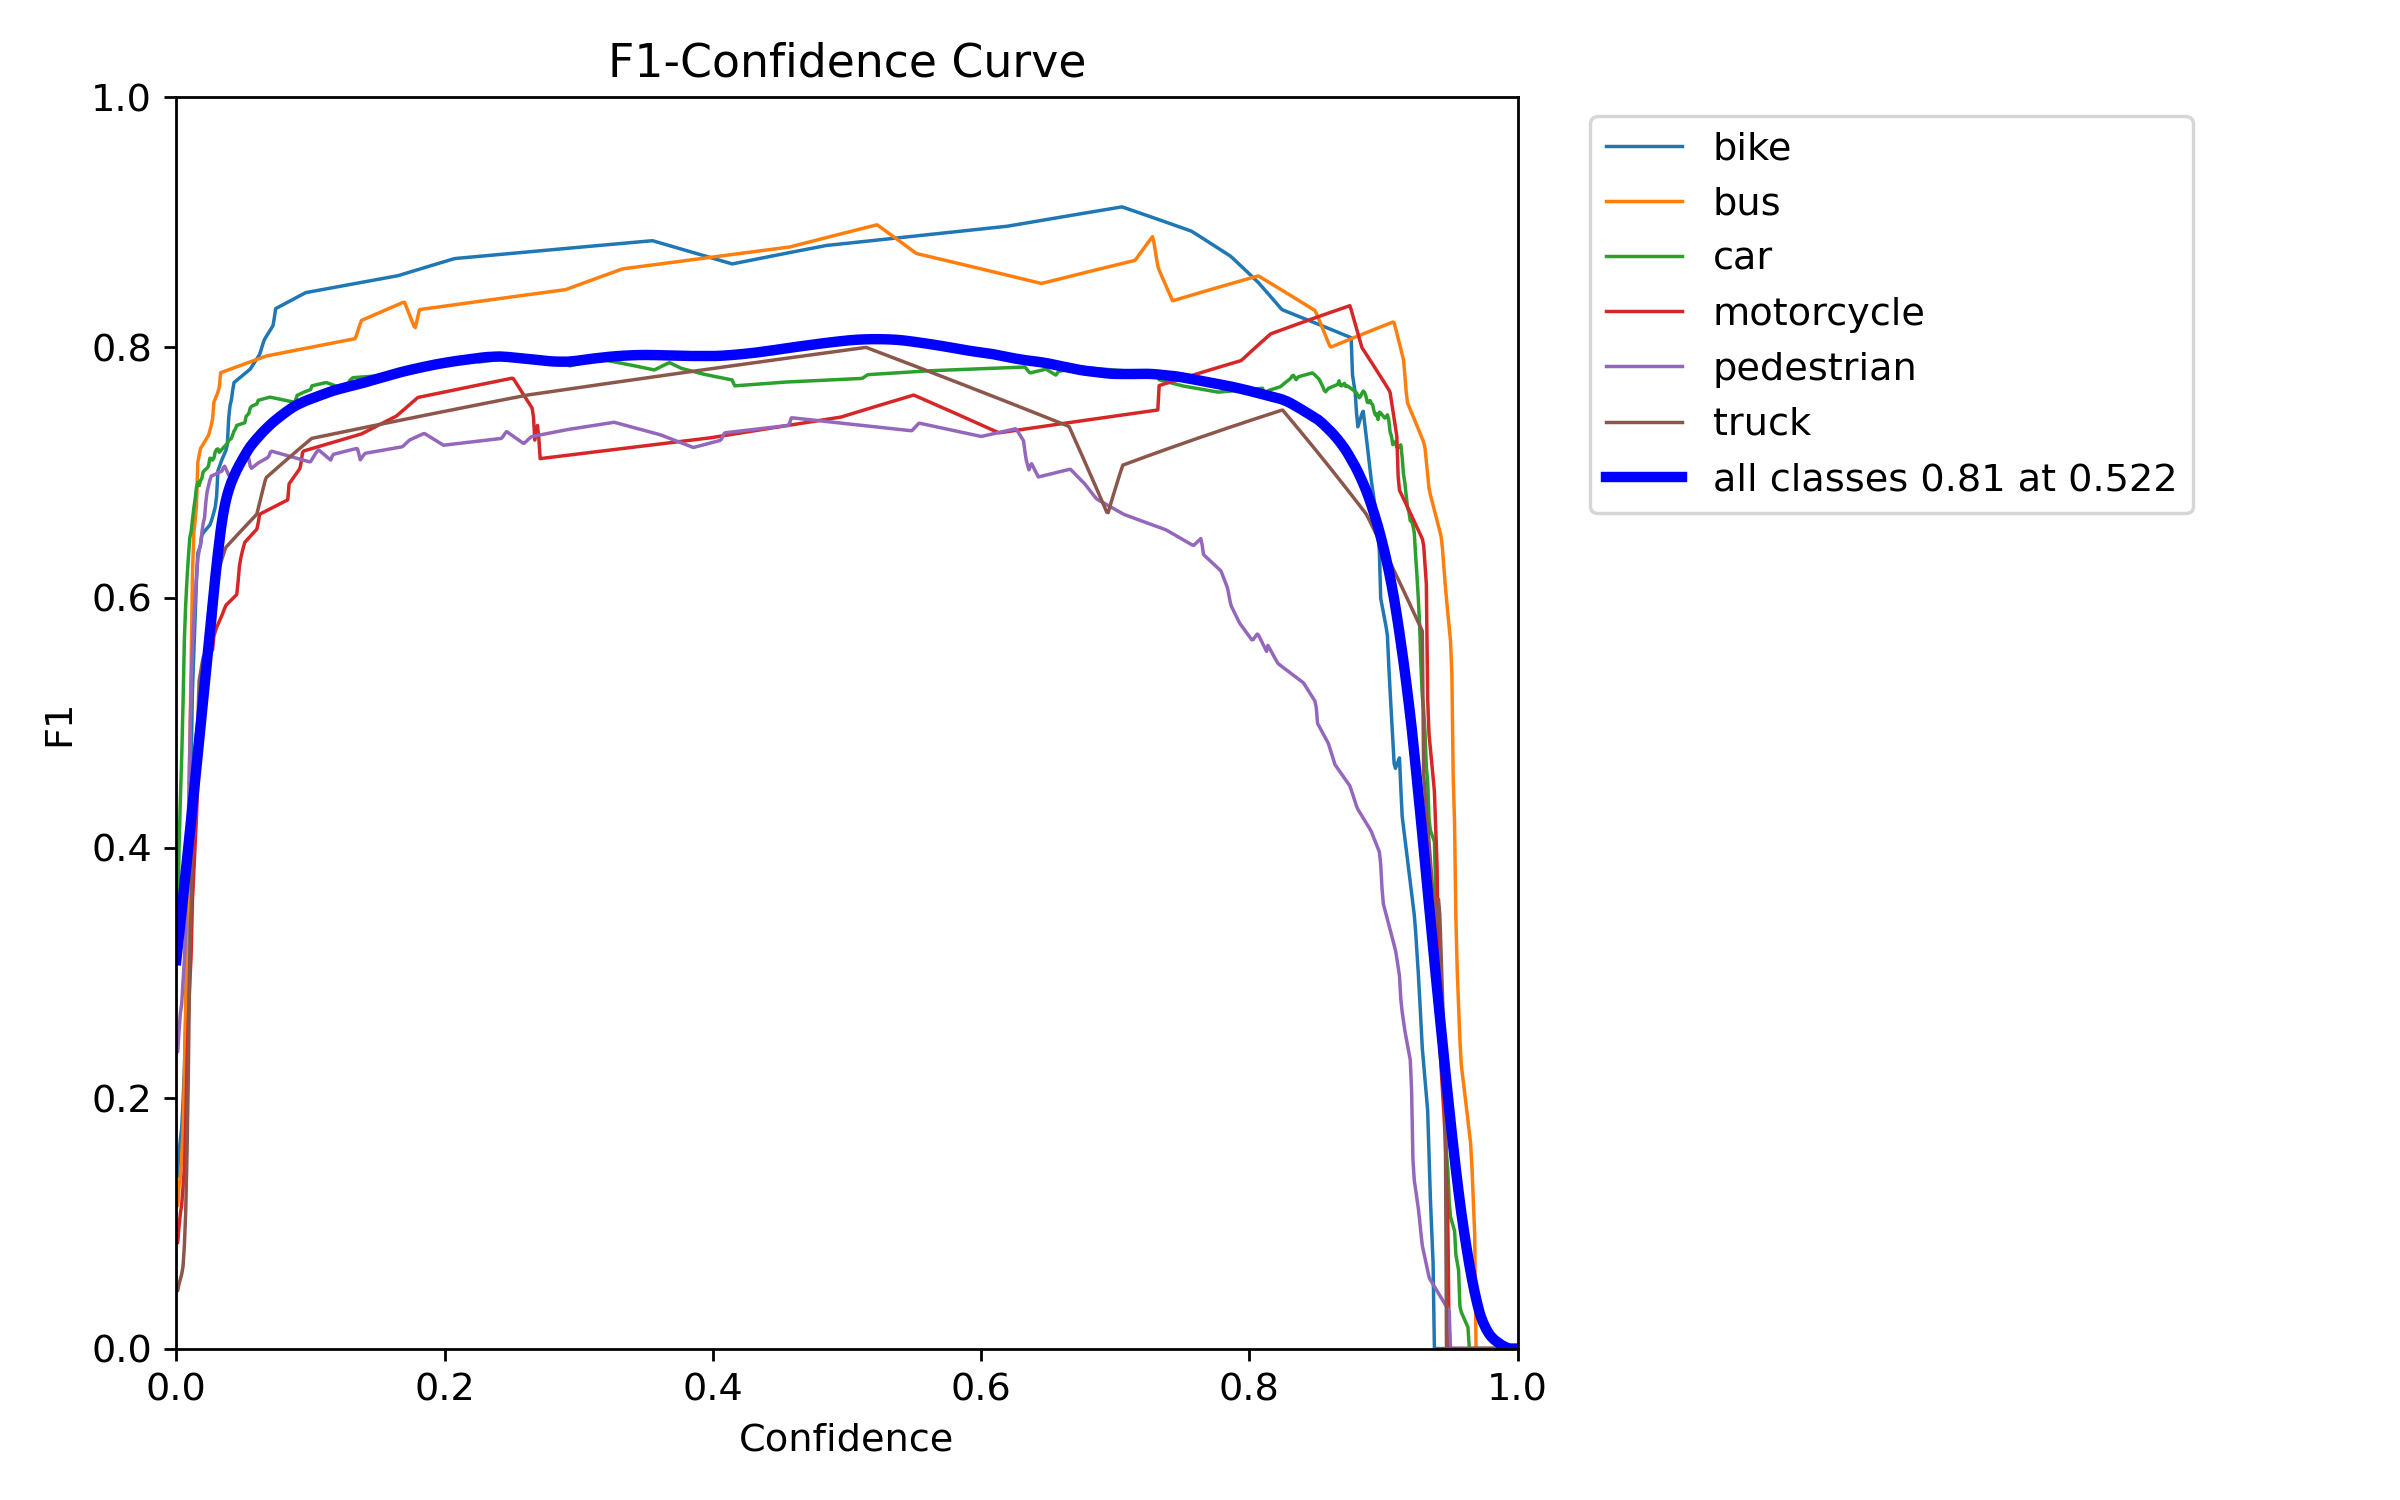 F1-Confidence Curve
1.0
0.8
0.6
0.4
0.2
0.0
F1
0.0 0.2 0.4 0.6 0.8 1.0
Confidence
bike
bus
car
motorcycle
pedestrian
truck
all classes 0.81 at 0.522